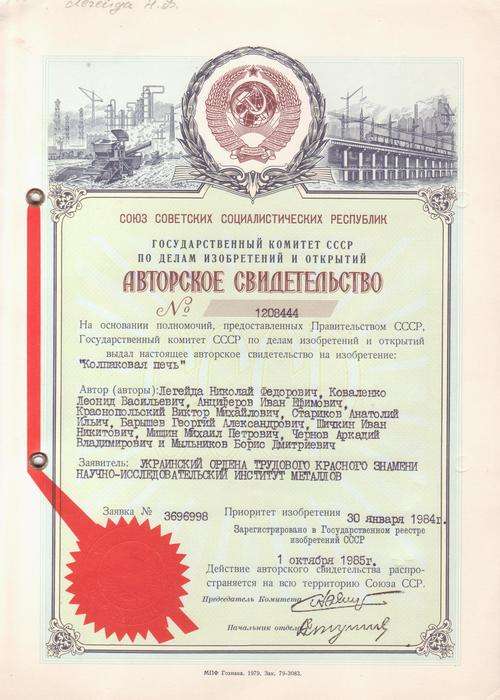 Легейда Н.Ф.
СОЮЗ СОВЕТСКИХ СОЦИАЛИСТИЧЕСКИХ РЕСПУБЛИК
ГОСУДАРСТВЕННЫЙ КОМИТЕТ СССР
ПО ДЕЛАМ ИЗОБРЕТЕНИЙ И ОТКРЫТИЙ
АВТОРСКОЕ СВИДЕТЕЛЬСТВО
№ 1208444
На основании полномочий, предоставленных Правительством СССР,
Государственный комитет СССР по делам изобретений и открытий
выдал настоящее авторское свидетельство на изобретение:
"Колпаковая печь"
Автор (авторы): Легейда Николай Федорович, Коваленко
Леонид Васильевич, Анциферов Иван Ефимович,
Краснопольский Виктор Михайлович, Стариков Анатолий
Ильич, Барышев Георгий Александрович, Шичкин Иван
Никитович, Мишин Михаил Петрович, Чернов Аркадий
Владимирович и Мыльников Борис Дмитриевич
Заявитель: УКРАИНСКИЙ ОРДЕНА ТРУДОВОГО КРАСНОГО ЗНАМЕНИ
НАУЧНО-ИССЛЕДОВАТЕЛЬСКИЙ ИНСТИТУТ МЕТАЛЛОВ
Заявка № 3696998 Приоритет изобретения 30 января 1984г.
Зарегистрировано в Государственном реестре
изобретений СССР
1 октября 1985г.
Действие авторского свидетельства распро-
страняется на всю территорию Союза ССР.
Председатель Комитета
Начальник отдела
МПФ Гознака. 1979. Зак. 79-3083.